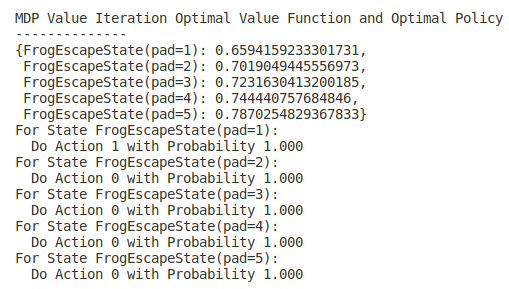 MDP Value Iteration Optimal Value Function and Optimal Policy
--------------
{FrogEscapeState(pad=1): 0.6594159233301731,
 FrogEscapeState(pad=2): 0.7019049445556973,
 FrogEscapeState(pad=3): 0.7231630413200185,
 FrogEscapeState(pad=4): 0.744440757684846,
 FrogEscapeState(pad=5): 0.7870254829367833}
For State FrogEscapeState(pad=1):
  Do Action 1 with Probability 1.000
For State FrogEscapeState(pad=2):
  Do Action 0 with Probability 1.000
For State FrogEscapeState(pad=3):
  Do Action 0 with Probability 1.000
For State FrogEscapeState(pad=4):
  Do Action 0 with Probability 1.000
For State FrogEscapeState(pad=5):
  Do Action 0 with Probability 1.000